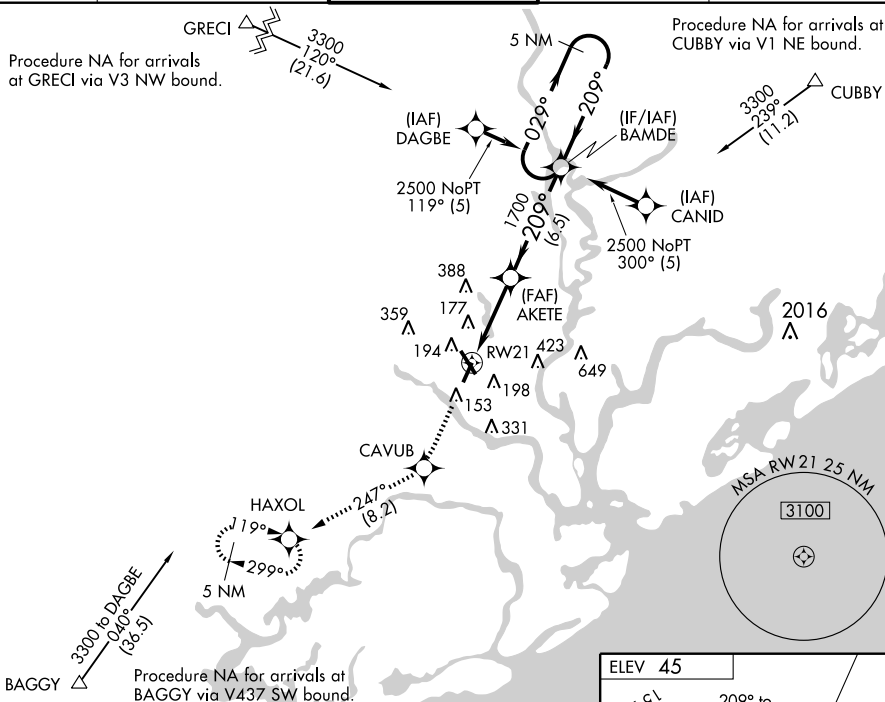 GRECI
3300
120°
(21.6)
Procedure NA for arrivals
at GRECI via V3 NW bound.
5 NM
Procedure NA for arrivals at
CUBBY via V1 NE bound.
CUBBY
3300
239°
(11.2)
029°
209°
(IAF)
DAGBE
(IF/IAF)
BAMDE
2500 NoPT
119° (5)
(IAF)
CANID
2500 NoPT
300° (5)
1700
209°
(6.5)
(FAF)
AKETE
388
359
177
194
RW21
423
649
2016
198
153
331
CAVUB
247°
(8.2)
HAXOL
119°
299°
5 NM
MSA RW21 25 NM
3100
3300 to DAGBE
040°
(36.5)
BAGGY
Procedure NA for arrivals at
BAGGY via V437 SW bound.
ELEV 45
209° to